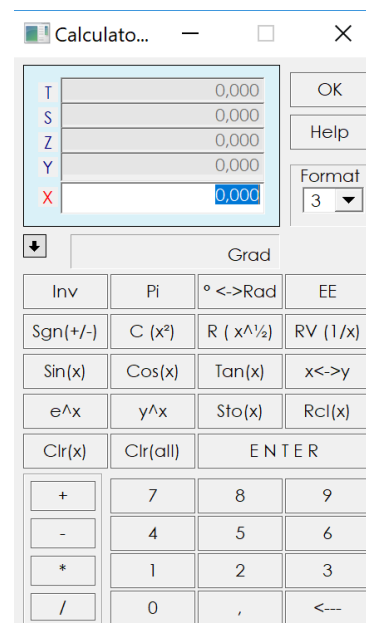 Calculato...
T 0,000 OK
S 0,000
Z 0,000 Help
Y 0,000
X 0,000 Format
3
Grad
Inv Pi ° <->Rad EE
Sgn(+/-) C (x²) R ( x^½) RV (1/x)
Sin(x) Cos(x) Tan(x) x<->y
e^x y^x Sto(x) Rcl(x)
Clr(x) Clr(all) ENTER
+ 7 8 9
- 4 5 6
* 1 2 3
/ 0 , <---